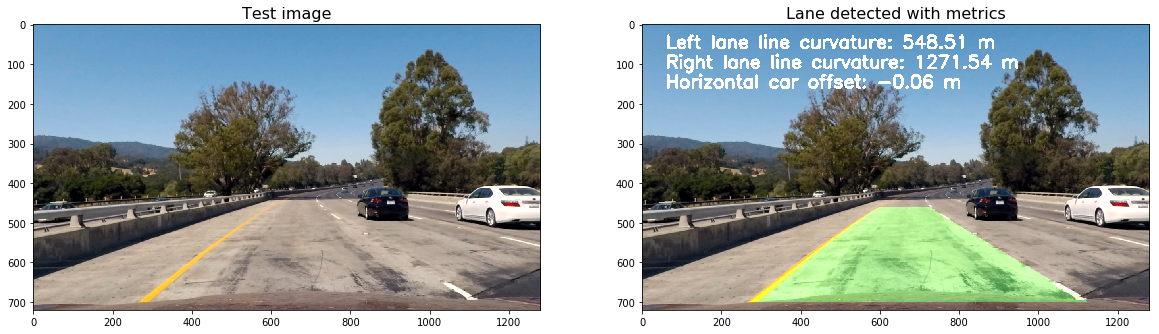 Test image
0
100
200
300
400
500
600
700
0 200 400 600 800 1000 1200
Lane detected with metrics
0
100
200
300
400
500
600
700
0 200 400 600 800 1000 1200
Left lane line curvature: 548.51 m
Right lane line curvature: 1271.54 m
Horizontal car offset: -0.06 m